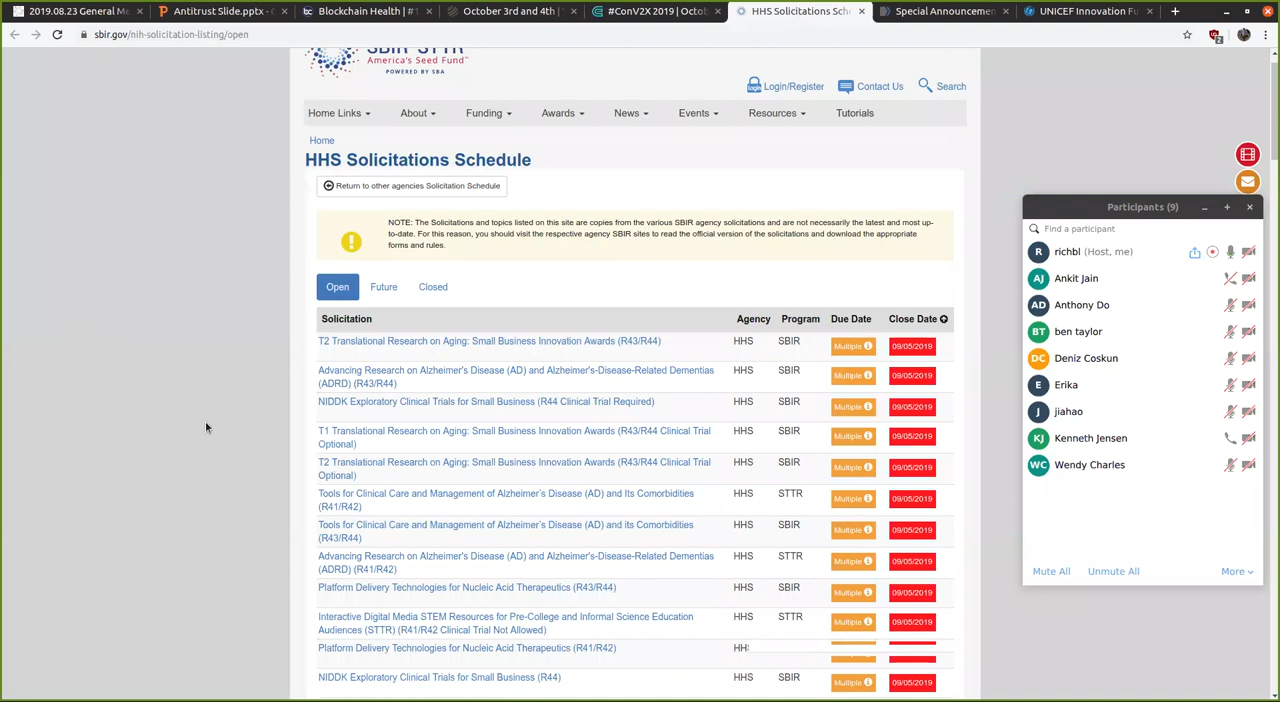 2019.08.23 General M
Antitrust Slide.pptx -
Blockchain Health | #1
October 3rd and 4th |
#ConV2X 2019 | Octo
HHS Solicitations Sch
Special Announcemen
UNICEF Innovation Fu
sbir.gov/nih-solicitation-listing/open
2
SBIR STTR
America's Seed Fund™
POWERED BY SBA
Login/Register
Contact Us
Search
Home Links
About
Funding
Awards
News
Events
Resources
Tutorials
Home
HHS Solicitations Schedule
Return to other agencies Solicitation Schedule
NOTE: The Solicitations and topics listed on this site are copies from the various SBIR agency solicitations and are not necessarily the latest and most up-
to-date. For this reason, you should visit the respective agency SBIR sites to read the official version of the solicitations and download the appropriate
forms and rules.
Open Future Closed
Solicitation Agency Program Due Date Close Date
T2 Translational Research on Aging: Small Business Innovation Awards (R43/R44) HHS SBIR Multiple 09/05/2019
Advancing Research on Alzheimer's Disease (AD) and Alzheimer's-Disease-Related Dementias HHS SBIR Multiple 09/05/2019
(ADRD) (R43/R44)
NIDDK Exploratory Clinical Trials for Small Business (R44 Clinical Trial Required) HHS SBIR Multiple 09/05/2019
T1 Translational Research on Aging: Small Business Innovation Awards (R43/R44 Clinical Trial HHS SBIR Multiple 09/05/2019
Optional)
T2 Translational Research on Aging: Small Business Innovation Awards (R43/R44 Clinical Trial HHS SBIR Multiple 09/05/2019
Optional)
Tools for Clinical Care and Management of Alzheimer's Disease (AD) and Its Comorbidities HHS STTR Multiple 09/05/2019
(R41/R42)
Tools for Clinical Care and Management of Alzheimer's Disease (AD) and its Comorbidities HHS SBIR Multiple 09/05/2019
(R43/R44)
Advancing Research on Alzheimer's Disease (AD) and Alzheimer's-Disease-Related Dementias HHS STTR Multiple 09/05/2019
(ADRD) (R41/R42)
Platform Delivery Technologies for Nucleic Acid Therapeutics (R43/R44) HHS SBIR Multiple 09/05/2019
Interactive Digital Media STEM Resources for Pre-College and Informal Science Education HHS STTR Multiple 09/05/2019
Audiences (STTR) (R41/R42 Clinical Trial Not Allowed)
Platform Delivery Technologies for Nucleic Acid Therapeutics (R41/R42) HH
NIDDK Exploratory Clinical Trials for Small Business (R44) HHS SBIR Multiple 09/05/2019
Participants (9)
Find a participant
R richbl (Host, me)
AJ Ankit Jain
AD Anthony Do
BT ben taylor
DC Deniz Coskun
E Erika
J jiahao
KJ Kenneth Jensen
WC Wendy Charles
Mute All Unmute All More